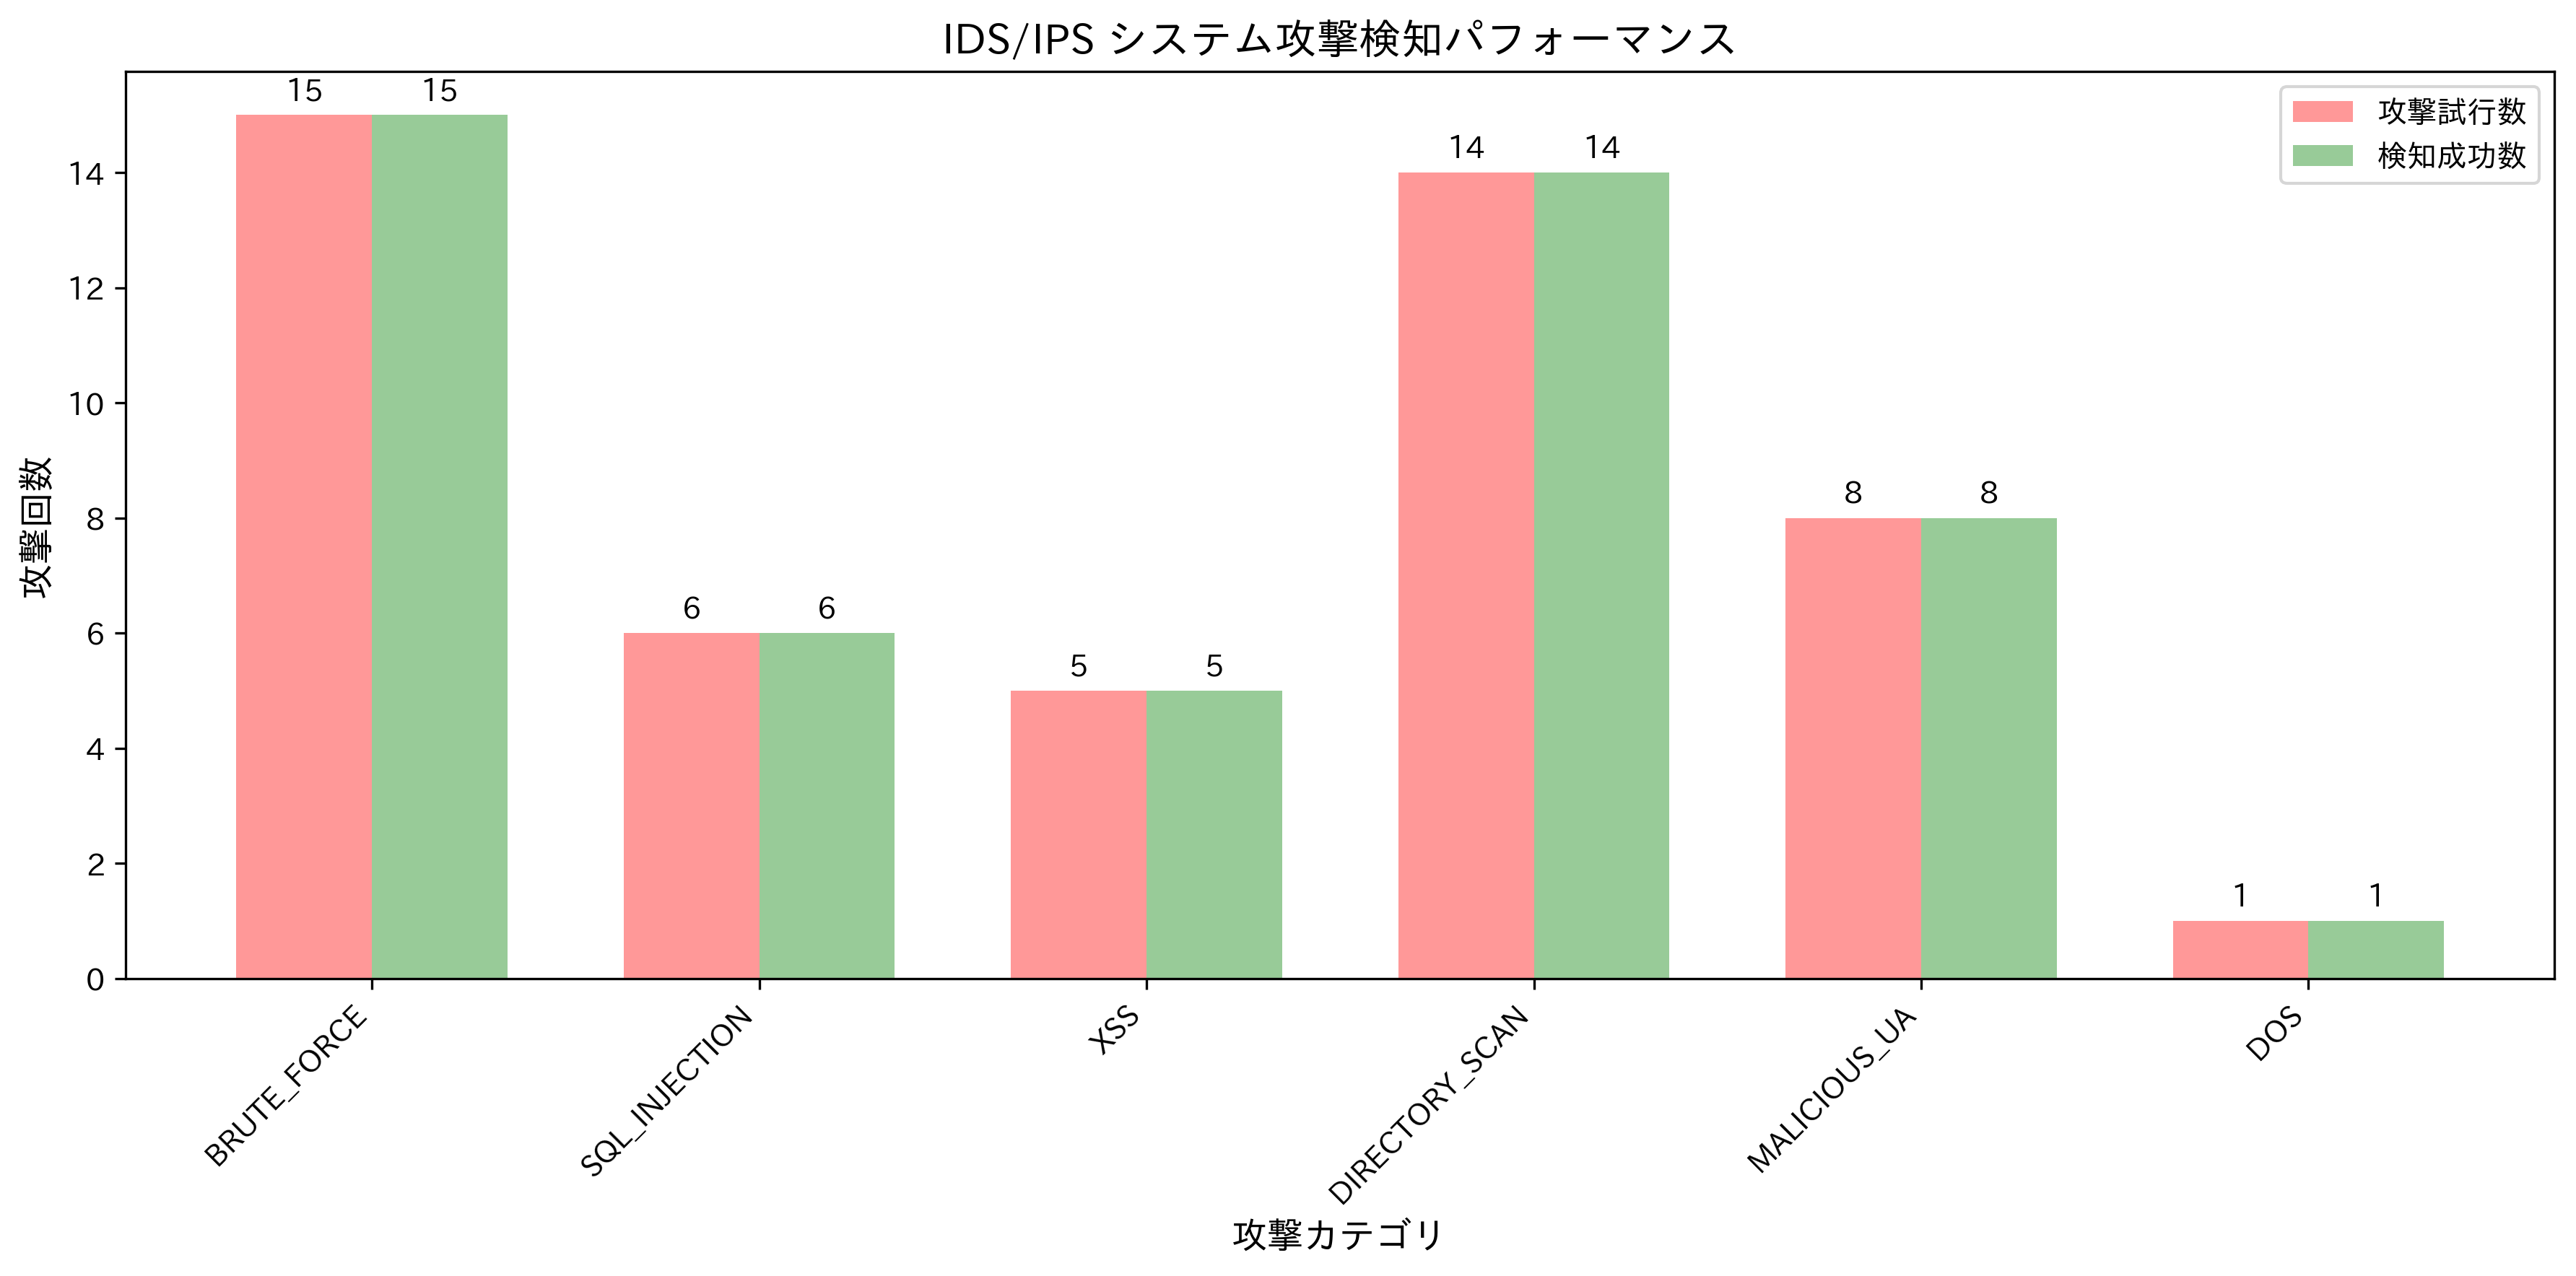 IDS/IPS システム攻撃検知パフォーマンス
攻撃試行数
検知成功数
攻撃回数
14
12
10
8
6
4
2
0
15
15
6
6
5
5
14
14
8
8
1
1
BRUTE_FORCE
SQL_INJECTION
XSS
DIRECTORY_SCAN
MALICIOUS_UA
DOS
攻撃カテゴリ